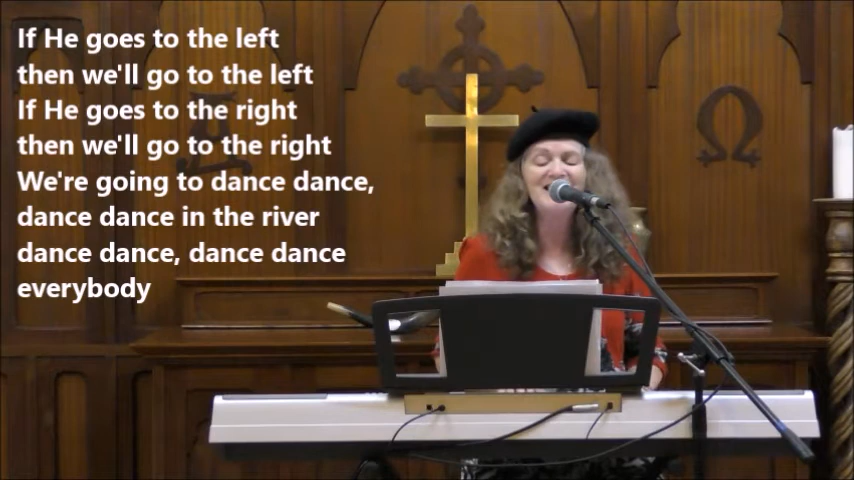 If He goes to the left
then we'll go to the left
If He goes to the right
then we'll go to the right
We're going to dance dance,
dance dance in the river
dance dance, dance dance
everybody
Ω